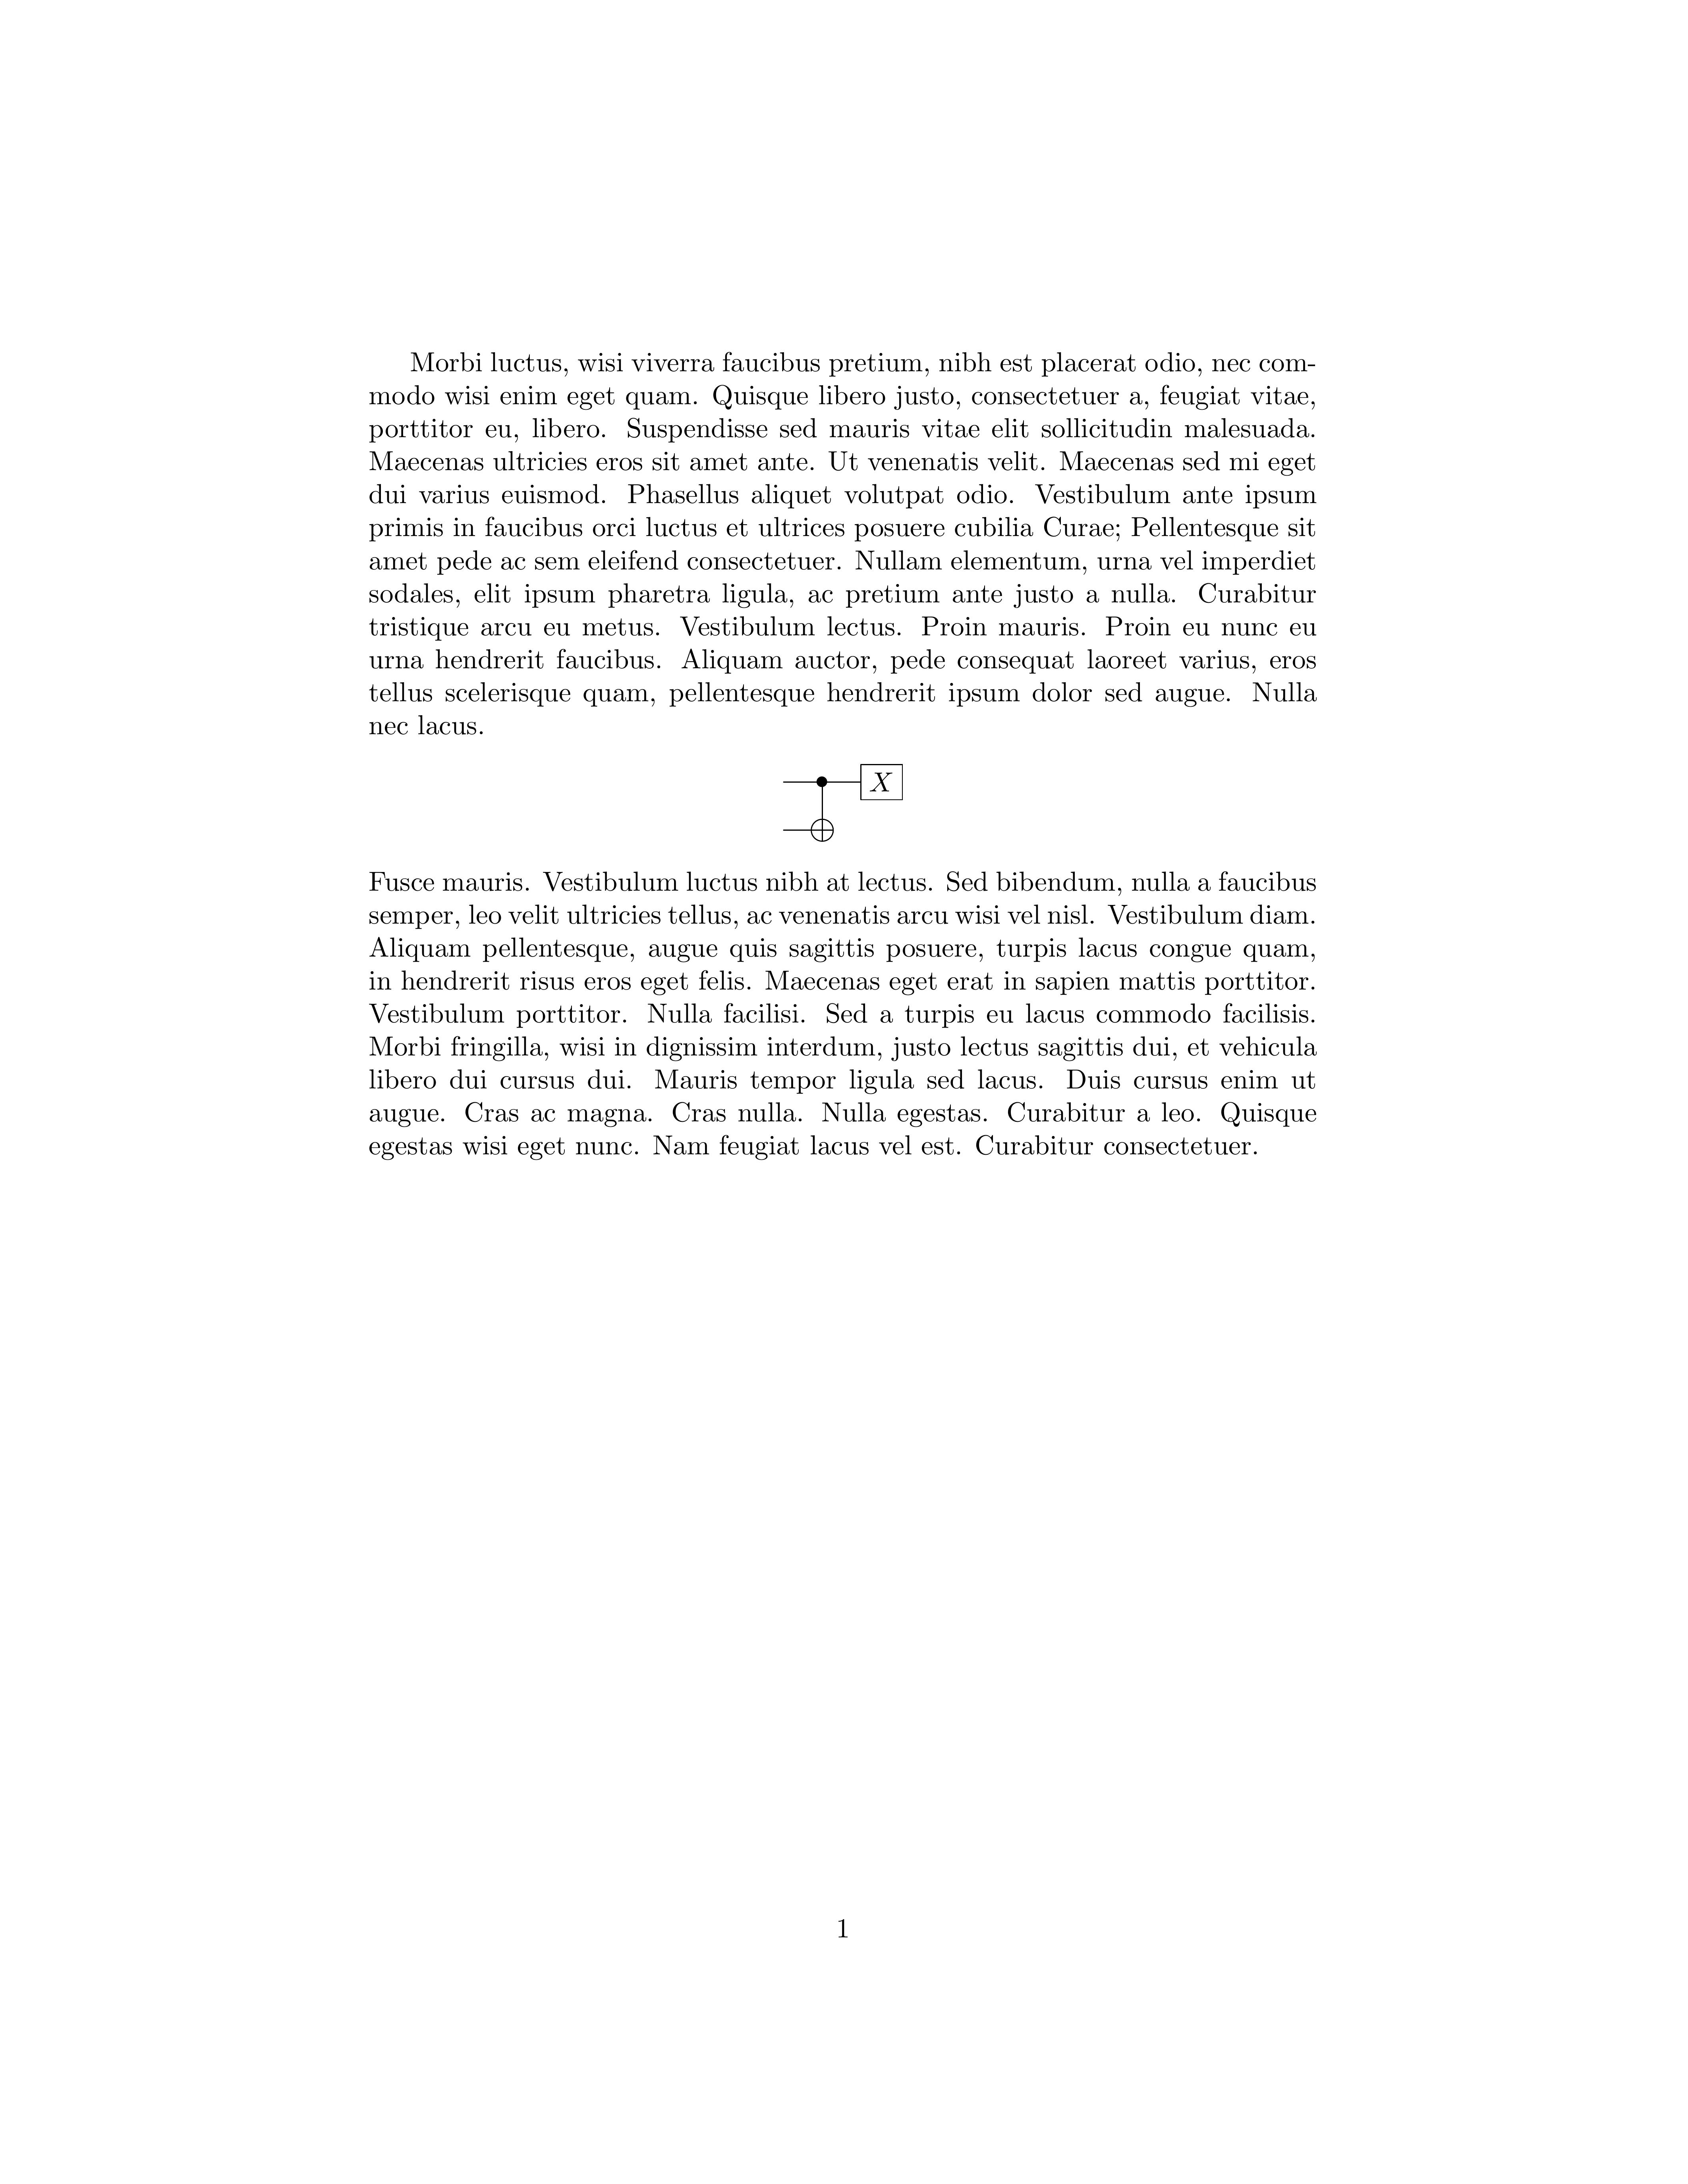 Morbi luctus, wisi viverra faucibus pretium, nibh est placerat odio, nec com-
modo wisi enim eget quam. Quisque libero justo, consectetuer a, feugiat vitae,
porttitor eu, libero. Suspendisse sed mauris vitae elit sollicitudin malesuada.
Maecenas ultricies eros sit amet ante. Ut venenatis velit. Maecenas sed mi eget
dui varius euismod. Phasellus aliquet volutpat odio. Vestibulum ante ipsum
primis in faucibus orci luctus et ultrices posuere cubilia Curae; Pellentesque sit
amet pede ac sem eleifend consectetuer. Nullam elementum, urna vel imperdiet
sodales, elit ipsum pharetra ligula, ac pretium ante justo a nulla. Curabitur
tristique arcu eu metus. Vestibulum lectus. Proin mauris. Proin eu nunc eu
urna hendrerit faucibus. Aliquam auctor, pede consequat laoreet varius, eros
tellus scelerisque quam, pellentesque hendrerit ipsum dolor sed augue. Nulla
nec lacus.
X
Fusce mauris. Vestibulum luctus nibh at lectus. Sed bibendum, nulla a faucibus
semper, leo velit ultricies tellus, ac venenatis arcu wisi vel nisl. Vestibulum diam.
Aliquam pellentesque, augue quis sagittis posuere, turpis lacus congue quam,
in hendrerit risus eros eget felis. Maecenas eget erat in sapien mattis porttitor.
Vestibulum porttitor. Nulla facilisi. Sed a turpis eu lacus commodo facilisis.
Morbi fringilla, wisi in dignissim interdum, justo lectus sagittis dui, et vehicula
libero dui cursus dui. Mauris tempor ligula sed lacus. Duis cursus enim ut
augue. Cras ac magna. Cras nulla. Nulla egestas. Curabitur a leo. Quisque
egestas wisi eget nunc. Nam feugiat lacus vel est. Curabitur consectetuer.
1